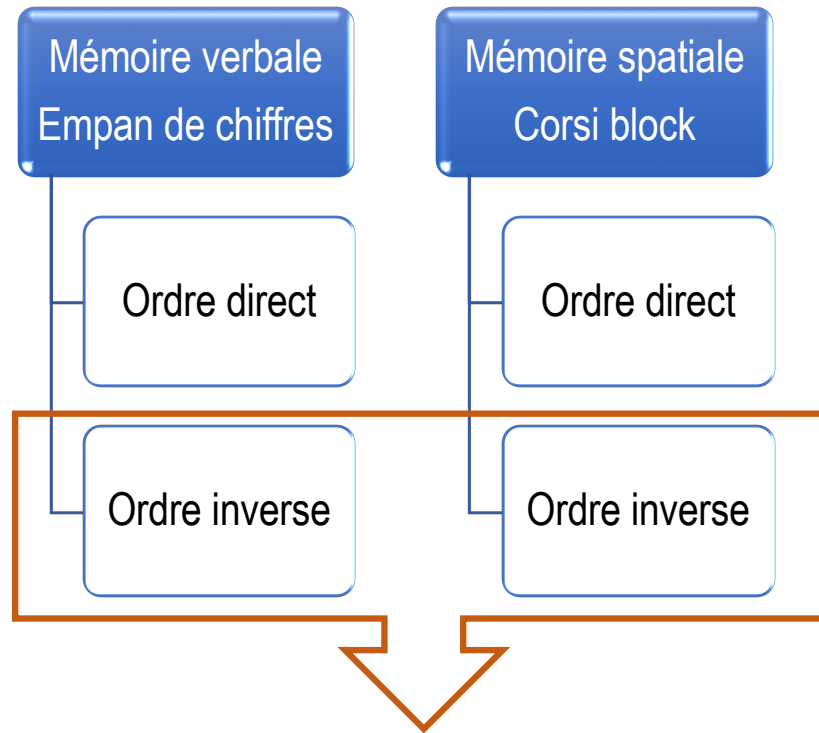 Mémoire verbale
Empan de chiffres
Ordre direct
Ordre inverse
Mémoire spatiale
Corsi block
Ordre direct
Ordre inverse